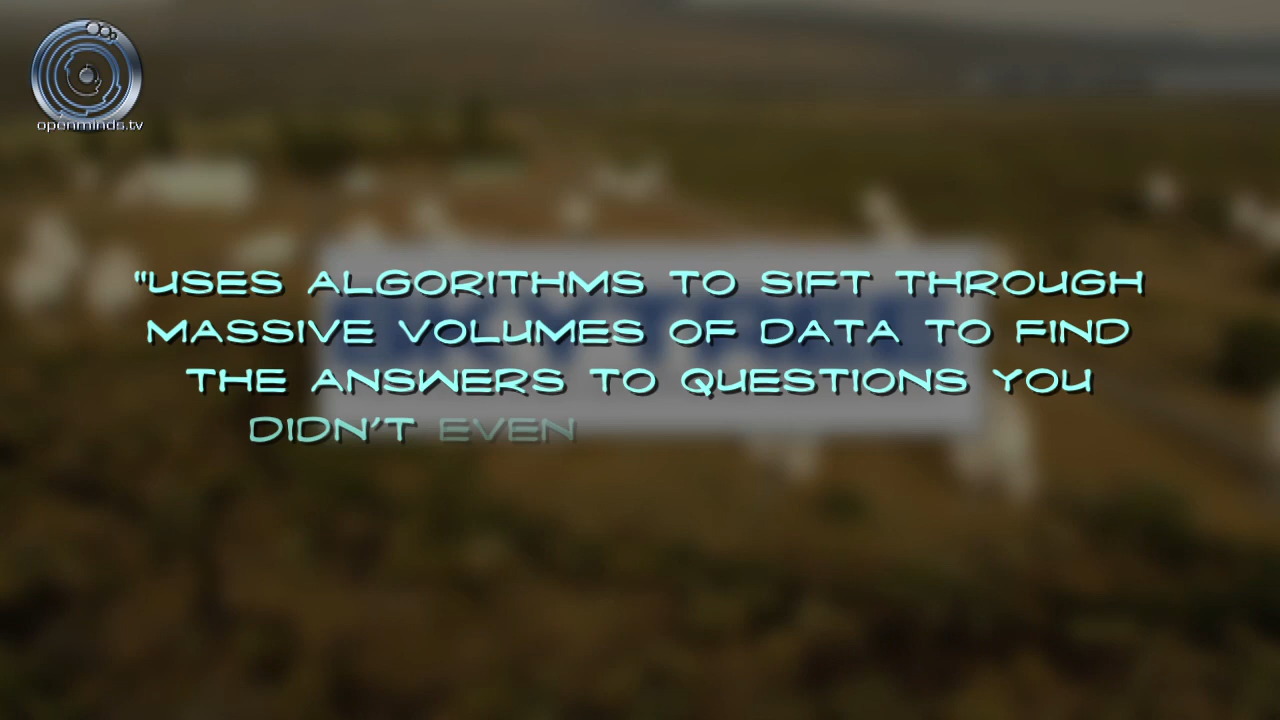 openminds.tv
"USES ALGORITHMS TO SIFT THROUGH
MASSIVE VOLUMES OF DATA TO FIND
THE ANSWERS TO QUESTIONS YOU
DIDN'T EVEN